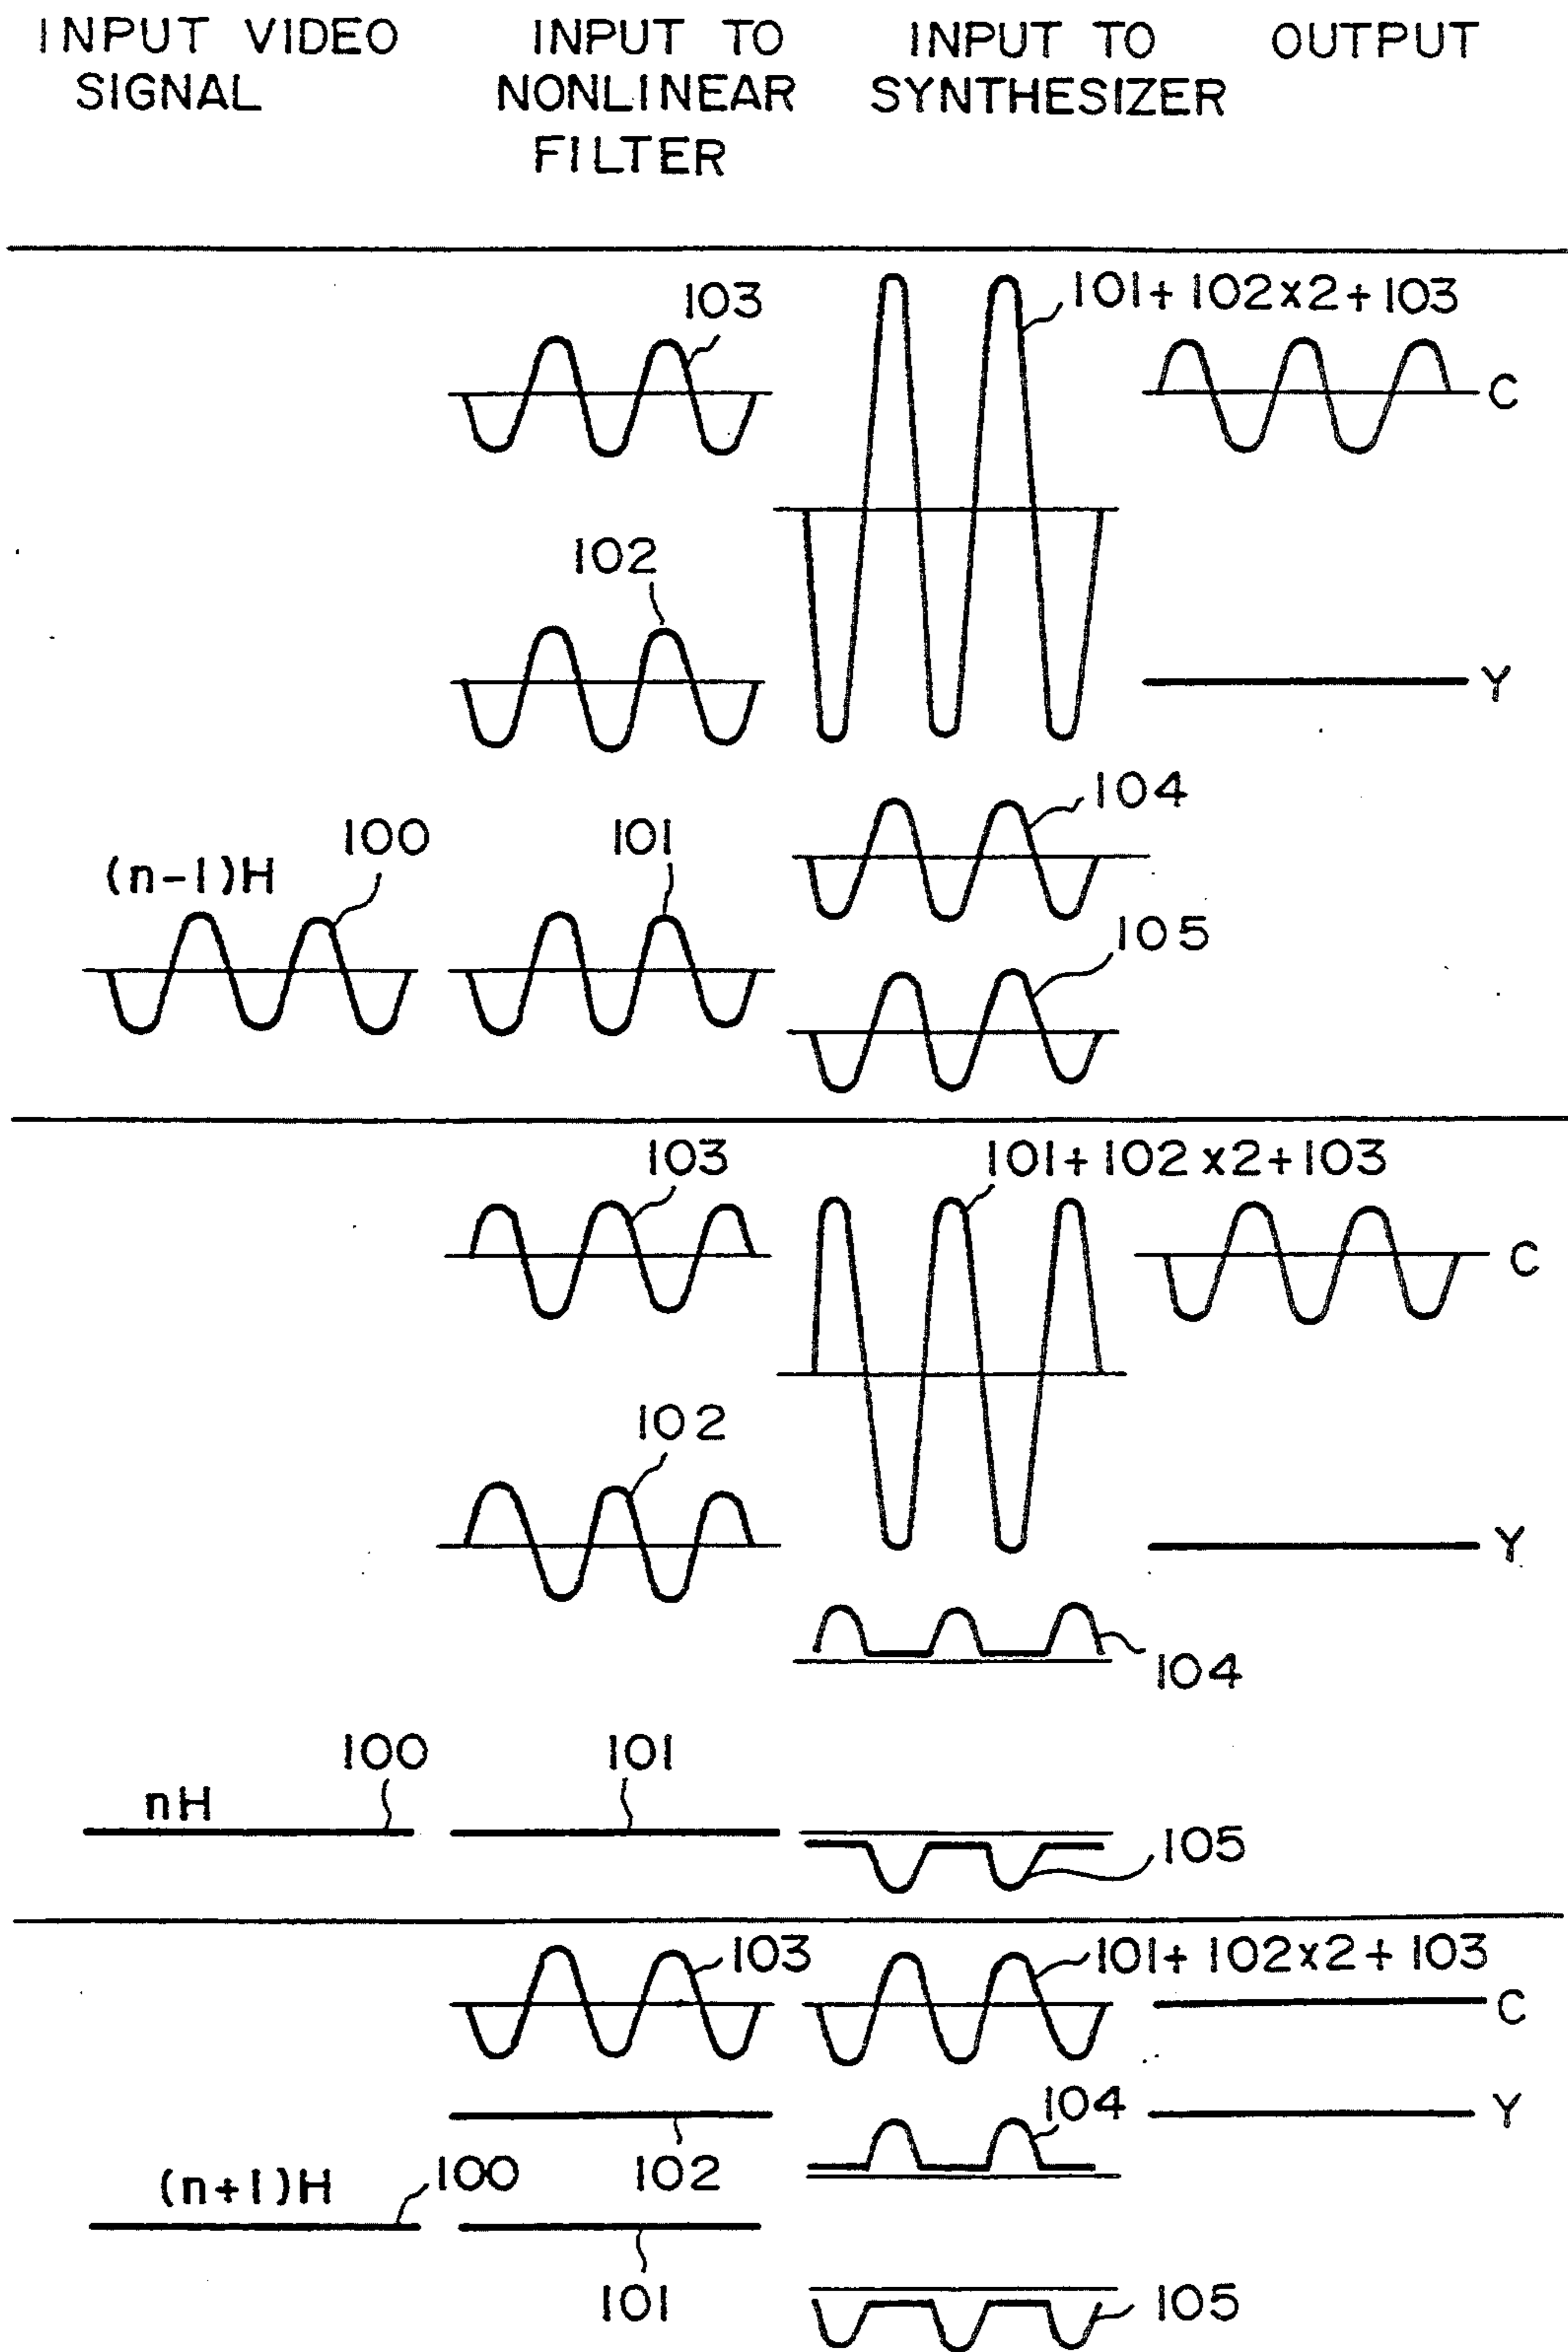 INPUT VIDEO SIGNAL
INPUT TO NONLINEAR FILTER
INPUT TO SYNTHESIZER
OUTPUT
103
101+102x2+103
C
102
Y
104
(n-1)H
100
101
105
103
101+102x2+103
C
102
Y
104
nH
100
101
105
103
101+102x2+103
C
104
Y
(n+1)H
100
102
101
105